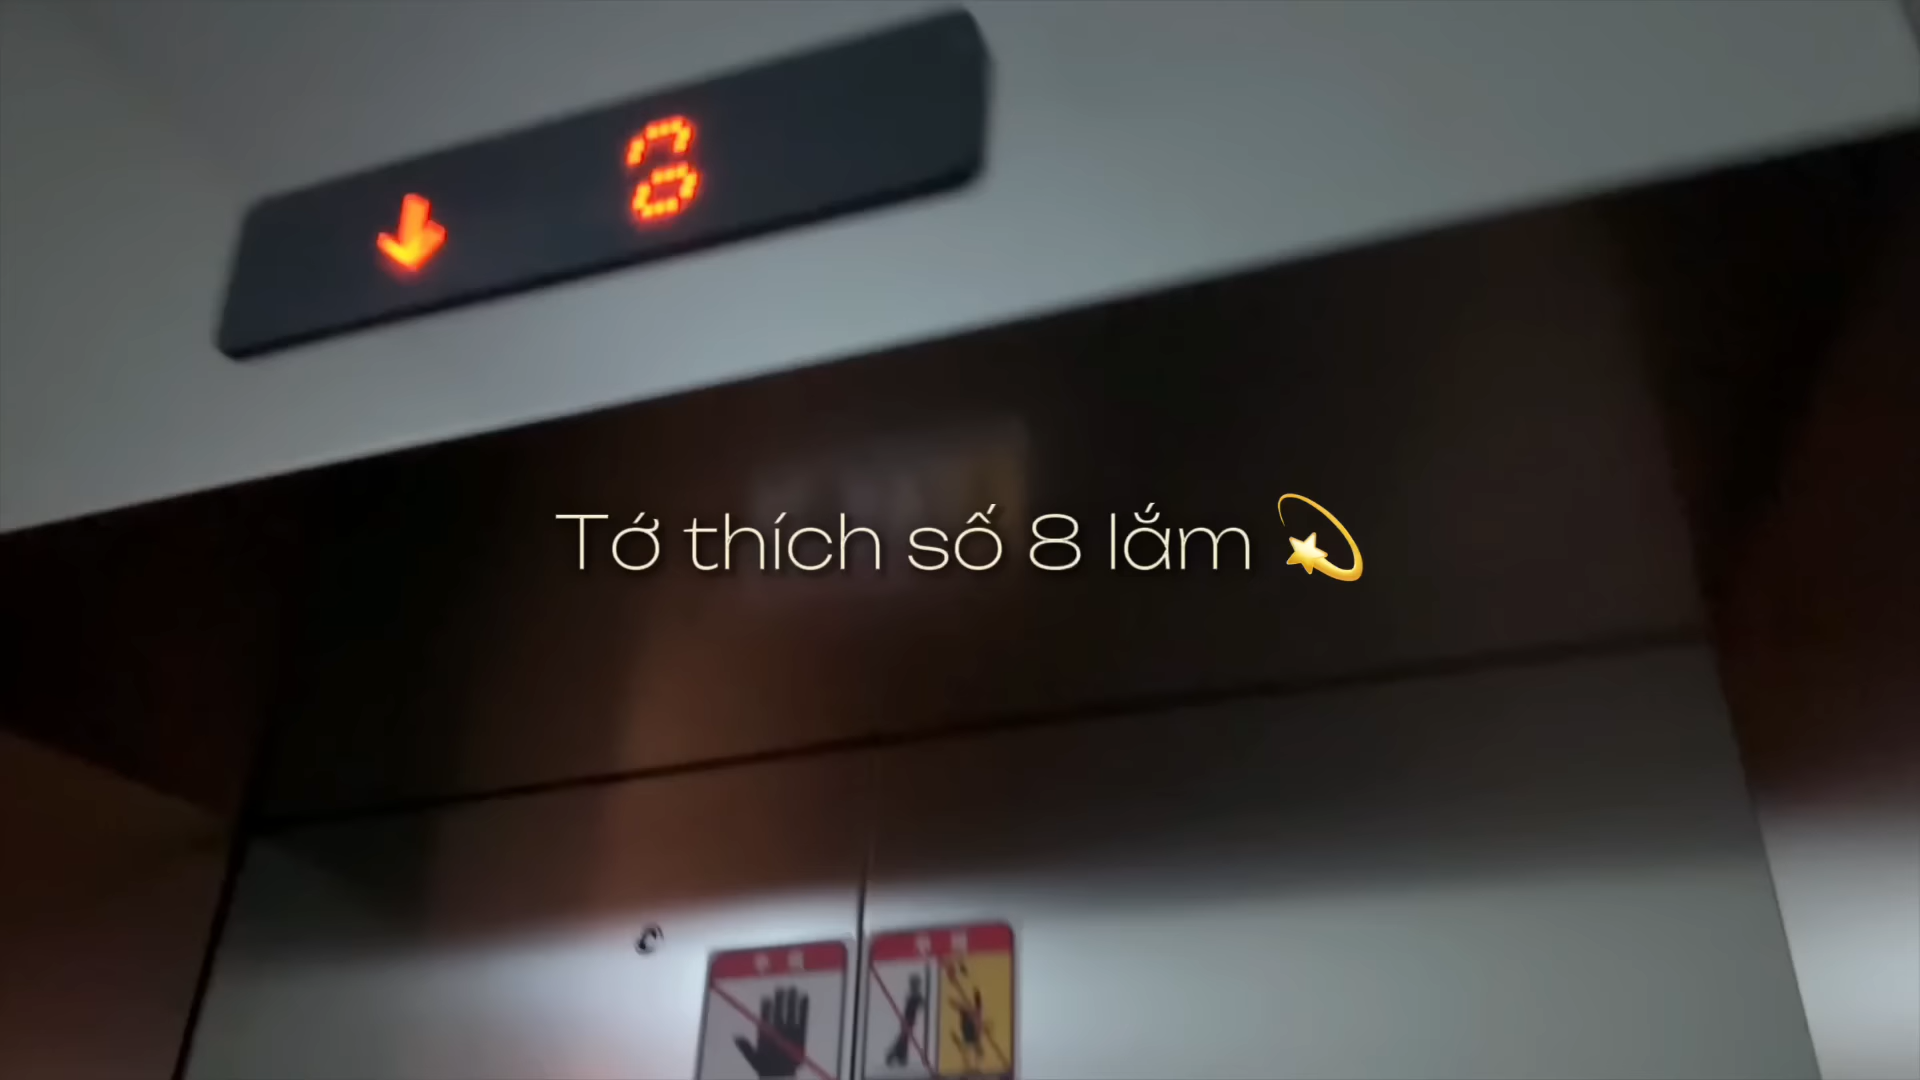 8
Tớ thích số 8 lắm 💫